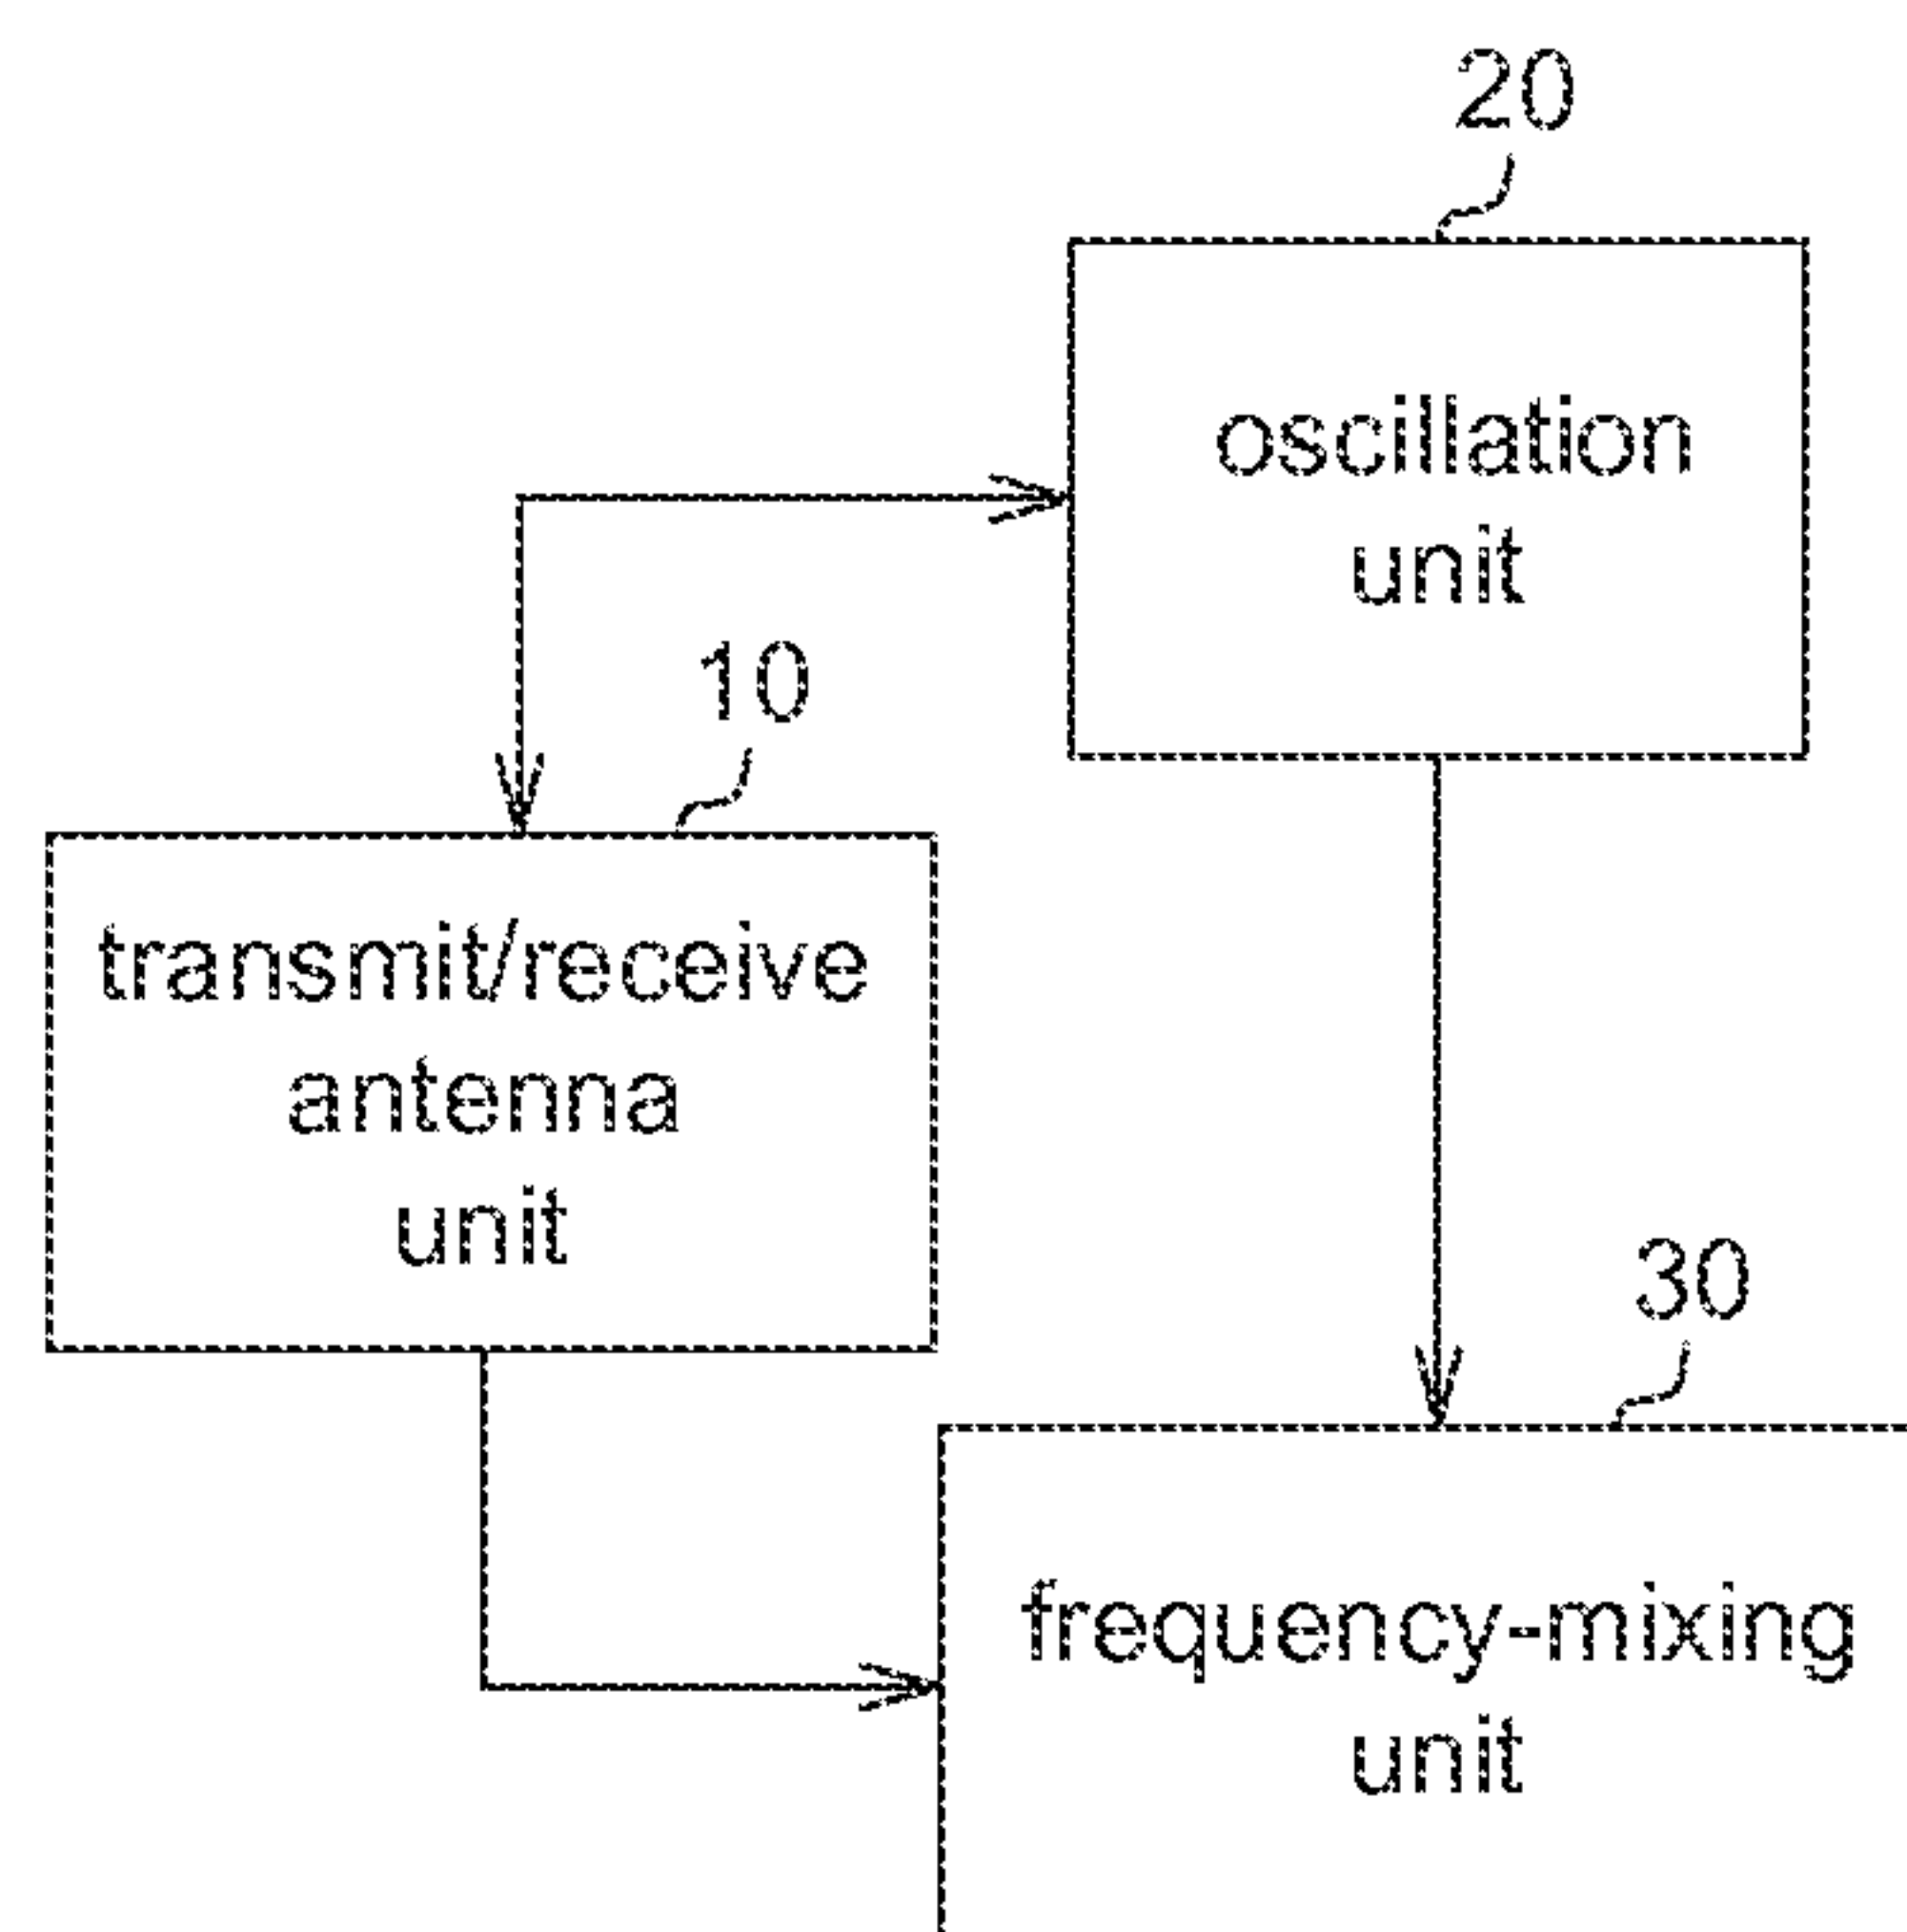 20
oscillation
unit
10
transmit/receive
antenna
unit
30
frequency-mixing
unit